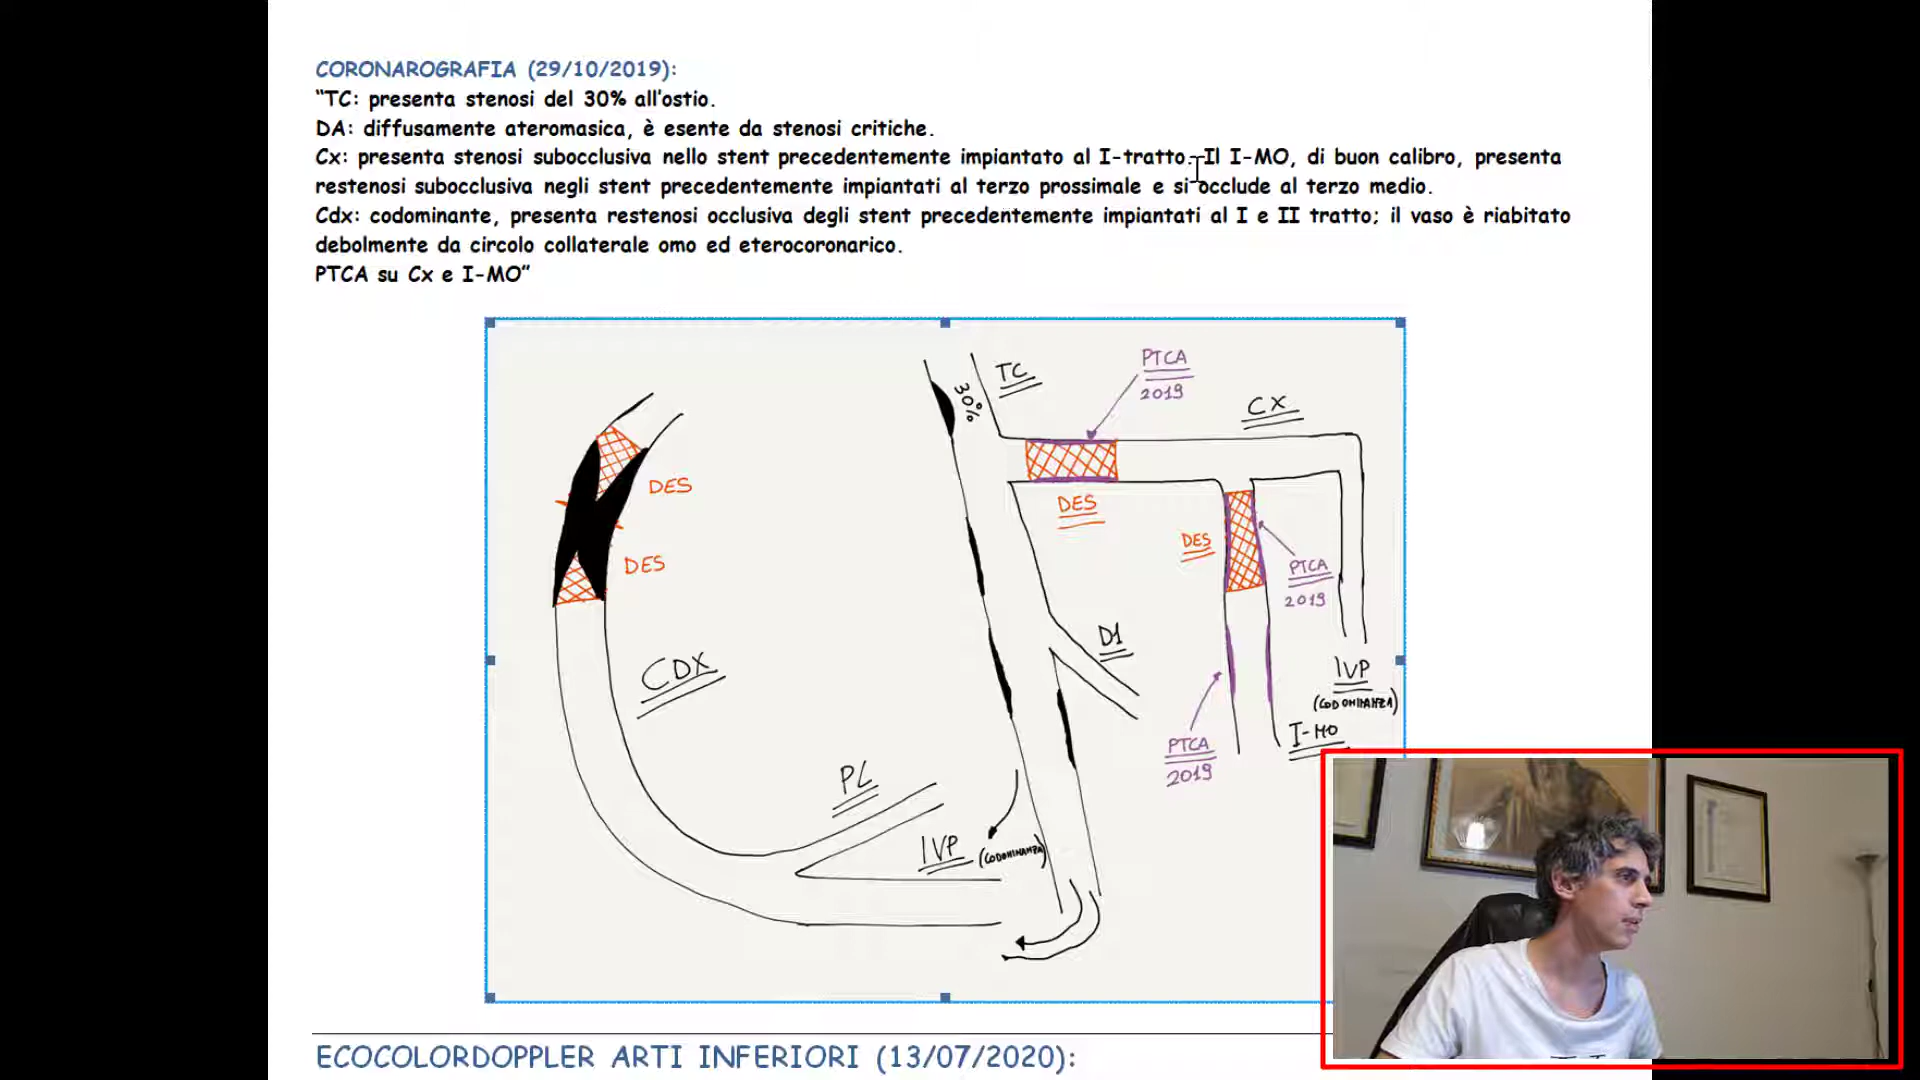 CORONAROGRAFIA (29/10/2019):
“TC: presenta stenosi del 30% all’ostio.
DA: diffusamente ateromasica, è esente da stenosi critiche.
Cx: presenta stenosi subocclusiva nello stent precedentemente impiantato al I-tratto. Il I-MO, di buon calibro, presenta
restenosi subocclusiva negli stent precedentemente impiantati al terzo prossimale e si occlude al terzo medio.
Cdx: codominante, presenta restenosi occlusiva degli stent precedentemente impiantati al I e II tratto; il vaso è riabitato
debolmente da circolo collaterale omo ed eterocoronarico.
PTCA su Cx e I-MO”
PTCA
2019
TC
30%
CX
DES
DES
DES
DES
PTCA
2019
D1
CDX
IVP
(CODOMINANZA)
I-MO
PTCA
2019
PL
IVP (CODOMINANZA)
ECOCOLORDOPPLER ARTI INFERIORI (13/07/2020):